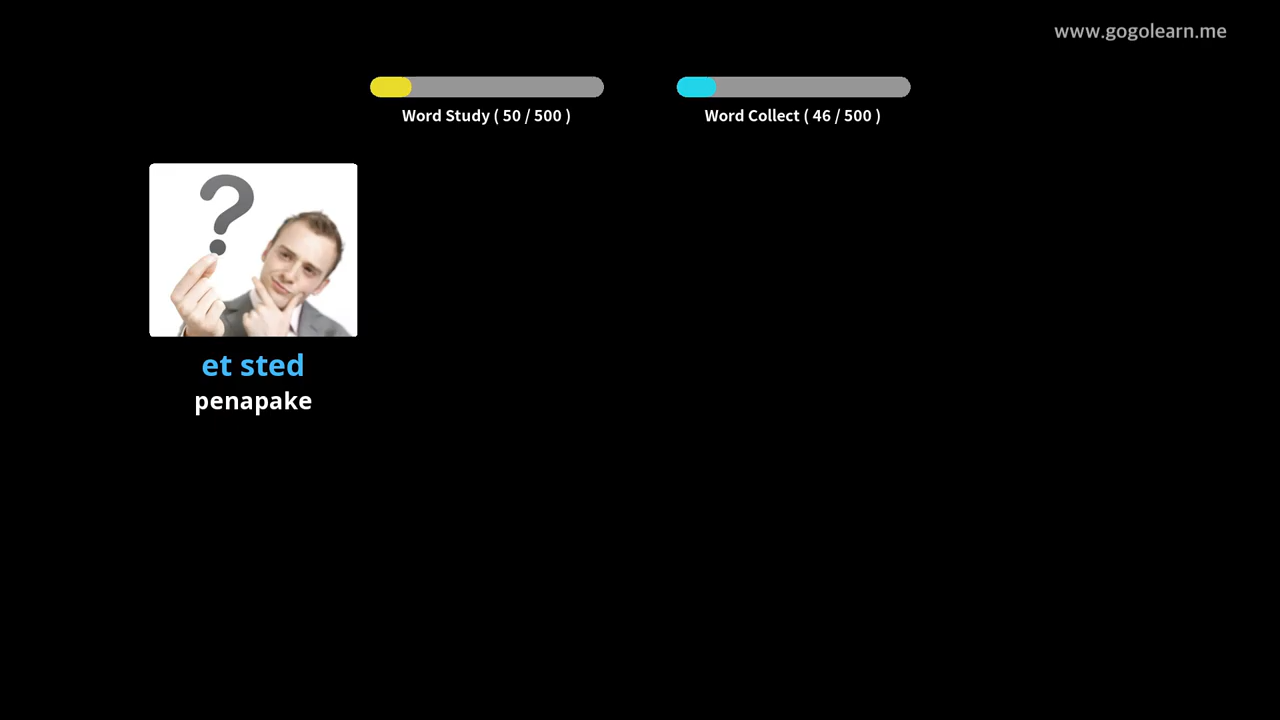 www.gogolearn.me
Word Study ( 50 / 500 )
Word Collect ( 46 / 500 )
?
et sted
penapake